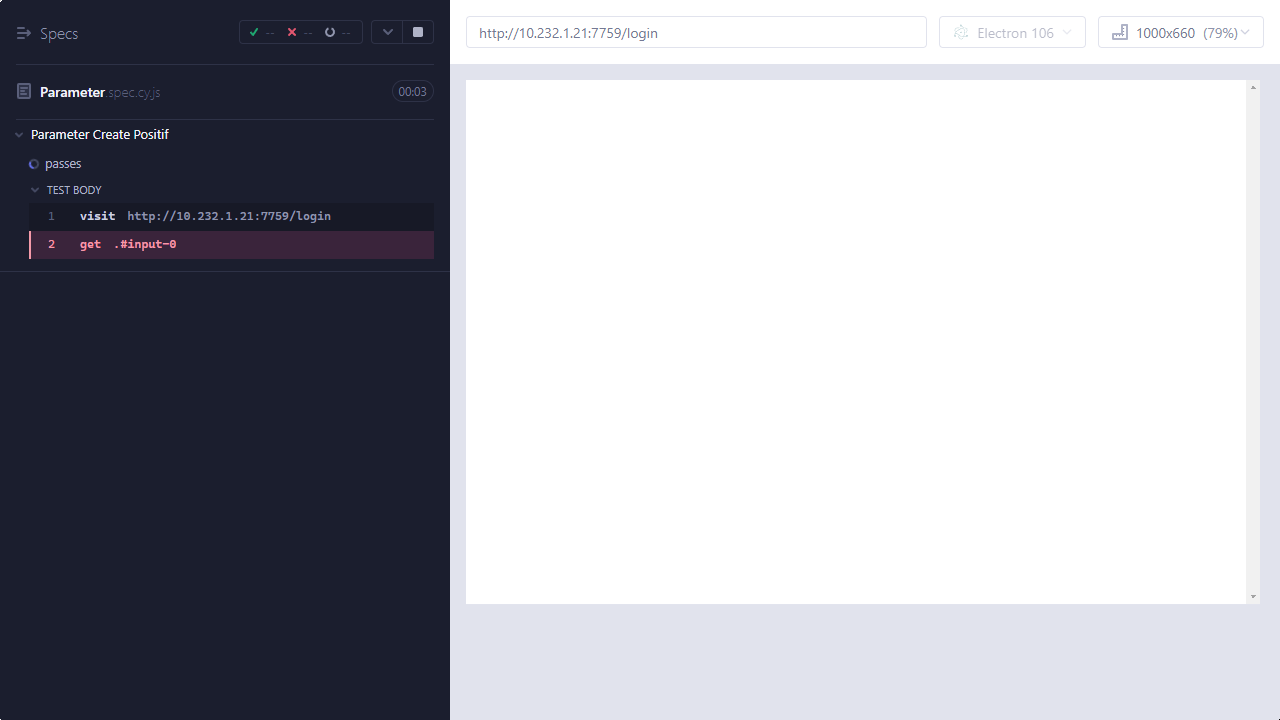 Specs
-- -- --
Parameter.spec.cy.js
00:03
Parameter Create Positif
passes
TEST BODY
1 visit http://10.232.1.21:7759/login
2 get .#input-0
http://10.232.1.21:7759/login
Electron 106
1000x660 (79%)